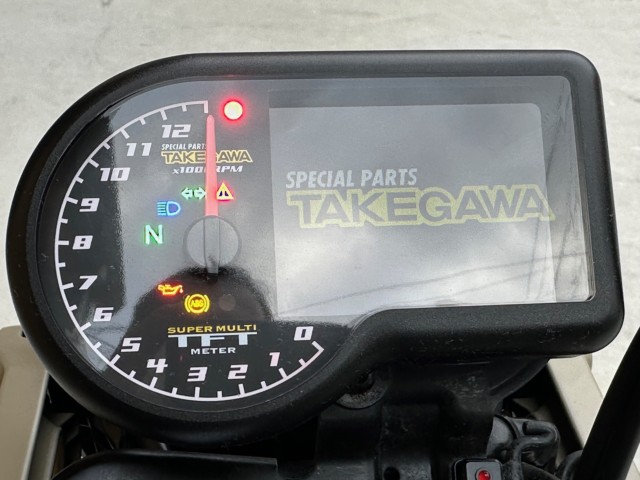 12
11
10
9
8
7
6
5
4
3
2
1
0
SPECIAL PARTS
TAKEGAWA
x1000RPM
N
ABS
SUPER MULTI
TFT
METER
SPECIAL PARTS
TAKEGAWA